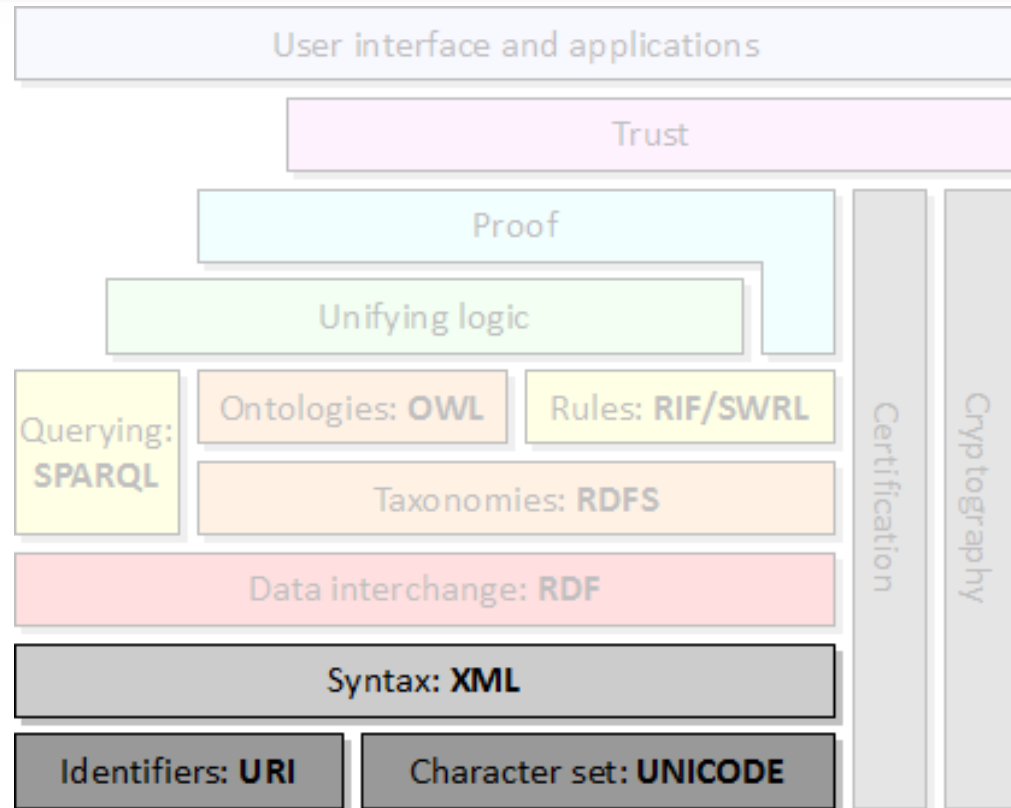 User interface and applications
Trust
Proof
Unifying logic
Querying:
SPARQL
Ontologies: OWL
Rules: RIF/SWRL
Taxonomies: RDFS
Data interchange: RDF
Syntax: XML
Identifiers: URI
Character set: UNICODE
Certification
Cryptography